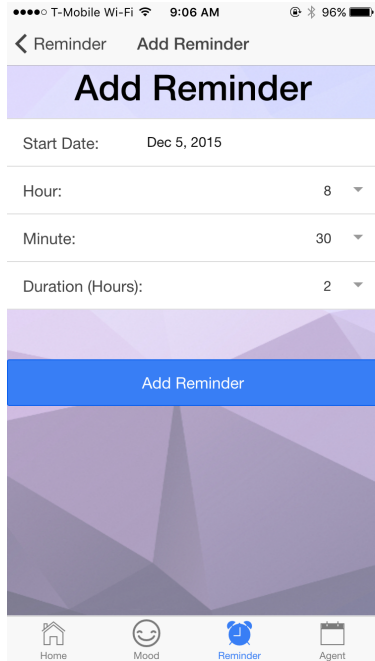 T-Mobile Wi-Fi 9:06 AM 96%
Reminder Add Reminder
Add Reminder
Start Date: Dec 5, 2015
Hour: 8
Minute: 30
Duration (Hours): 2
Add Reminder
Home Mood Reminder Agent